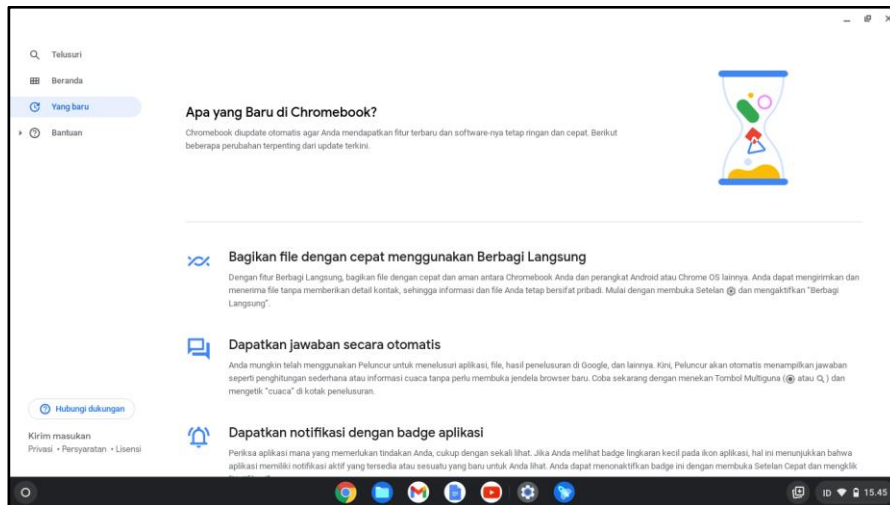 Telusuri
Beranda
Yang baru
Bantuan
Apa yang Baru di Chromebook?
Chromebook diupdate otomatis agar Anda mendapatkan fitur terbaru dan software-nya tetap ringan dan cepat. Berikut
beberapa perubahan terpenting dari update terkini.
Bagikan file dengan cepat menggunakan Berbagi Langsung
Dengan fitur Berbagi Langsung, bagikan file dengan cepat dan aman antara Chromebook Anda dan perangkat Android atau Chrome OS lainnya. Anda dapat mengirimkan dan
menerima file tanpa memberikan detail kontak, sehingga informasi dan file Anda tetap bersifat pribadi. Mulai dengan membuka Setelan dan mengaktifkan "Berbagi
Langsung".
Dapatkan jawaban secara otomatis
Anda mungkin telah menggunakan Peluncur untuk menelusuri aplikasi, file, hasil penelusuran di Google, dan lainnya. Kini, Peluncur akan otomatis menampilkan jawaban
seperti penghitungan sederhana atau informasi cuaca tanpa perlu membuka jendela browser baru. Coba sekarang dengan menekan Tombol Multiguna ( atau ) dan
mengetik "cuaca" di kotak penelusuran.
Dapatkan notifikasi dengan badge aplikasi
Periksa aplikasi mana yang memerlukan tindakan Anda, cukup dengan sekali lihat. Jika Anda melihat badge lingkaran kecil pada ikon aplikasi, hal ini menunjukkan bahwa
aplikasi memiliki notifikasi aktif yang tersedia atau sesuatu yang baru untuk Anda lihat. Anda dapat menonaktifkan badge ini dengan membuka Setelan Cepat dan mengklik
Hubungi dukungan
Kirim masukan
Privasi • Persyaratan • Lisensi
ID 15.45